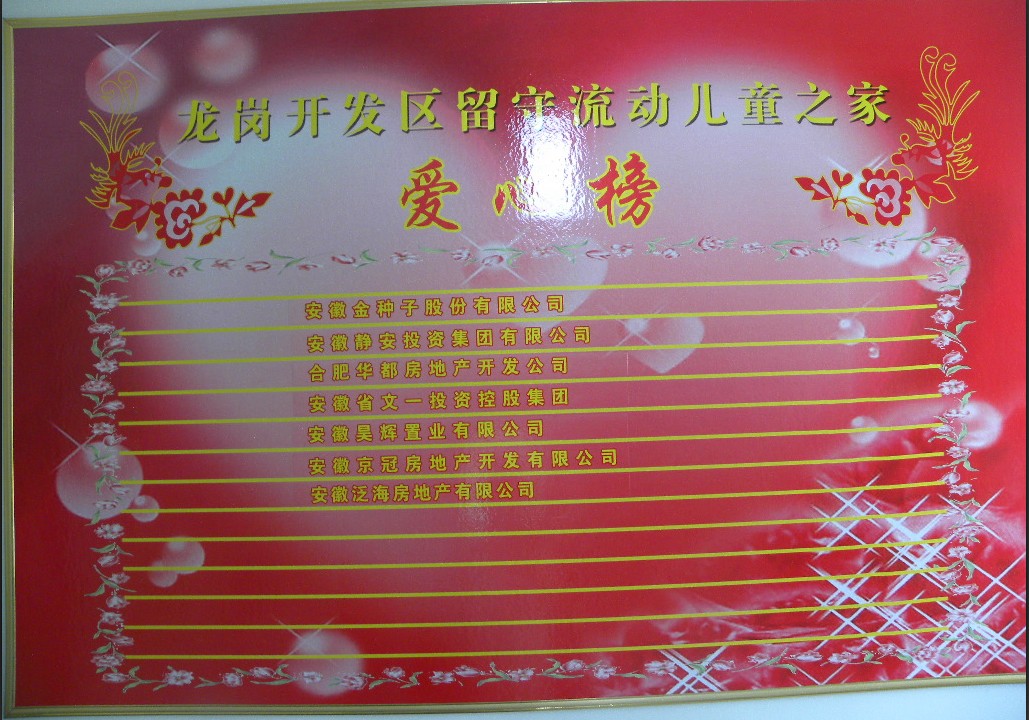 龙岗开发区留守流动儿童之家
爱心榜
安徽金种子股份有限公司
安徽静安投资集团有限公司
合肥华都房地产开发公司
安徽省文一投资控股集团
安徽昊辉置业有限公司
安徽京冠房地产开发有限公司
安徽泛海房地产有限公司